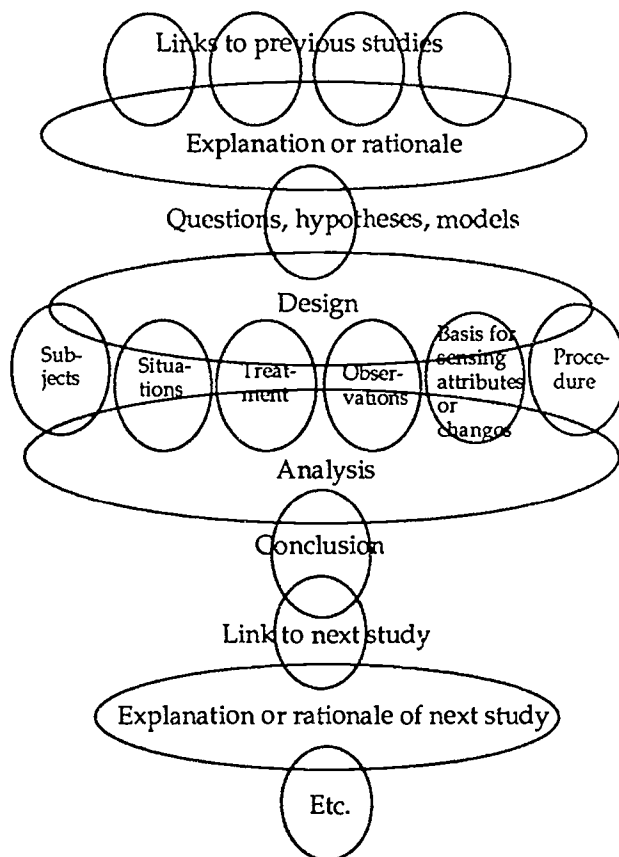 Links to previous studies
Explanation or rationale
Questions, hypotheses, models
Design
Sub-
jects
Situa-
tions
Treat-
ment
Obser-
vations
Basis for
sensing
attributes
or
changos
Proce-
dure
Analysis
Conclusion
Link to next study
Explanation or rationale of next study
Etc.